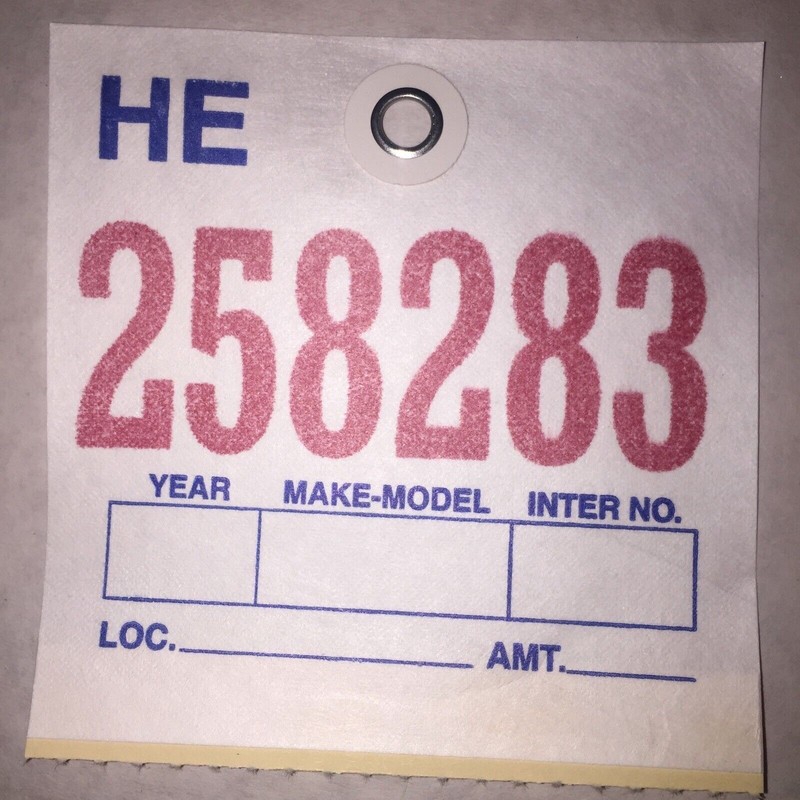 HE
258283
YEAR MAKE-MODEL INTER NO.
LOC. AMT.